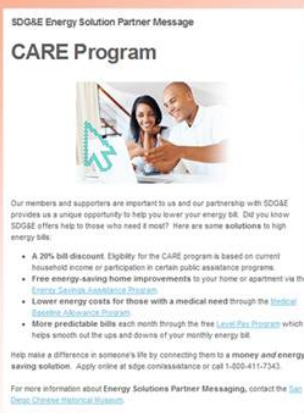 SDG&E Energy Solution Partner Message
CARE Program
Our members and supporters are important to us and our partnership with SDG&E
provides us a unique opportunity to help you lower your energy bill. Did you know
SDG&E offers help to those who need it most? Here are some solutions to high
energy bills:
• A 20% bill discount. Eligibility for the CARE program is based on current
household income or participation in certain public assistance programs.
• Free energy-saving home improvements to your home or apartment via the
Energy Savings Assistance Program.
• Lower energy costs for those with a medical need through the Medical
Baseline Allowance Program.
• More predictable bills each month through the free Level Pay Program which
helps smooth out the ups and downs of your monthly energy bill.
Help make a difference in someone's life by connecting them to a money and energy
saving solution. Apply online at sdge.com/assistance or call 1-800-411-7343.
For more information about Energy Solutions Partner Messaging, contact the San
Diego Chinese Historical Museum.